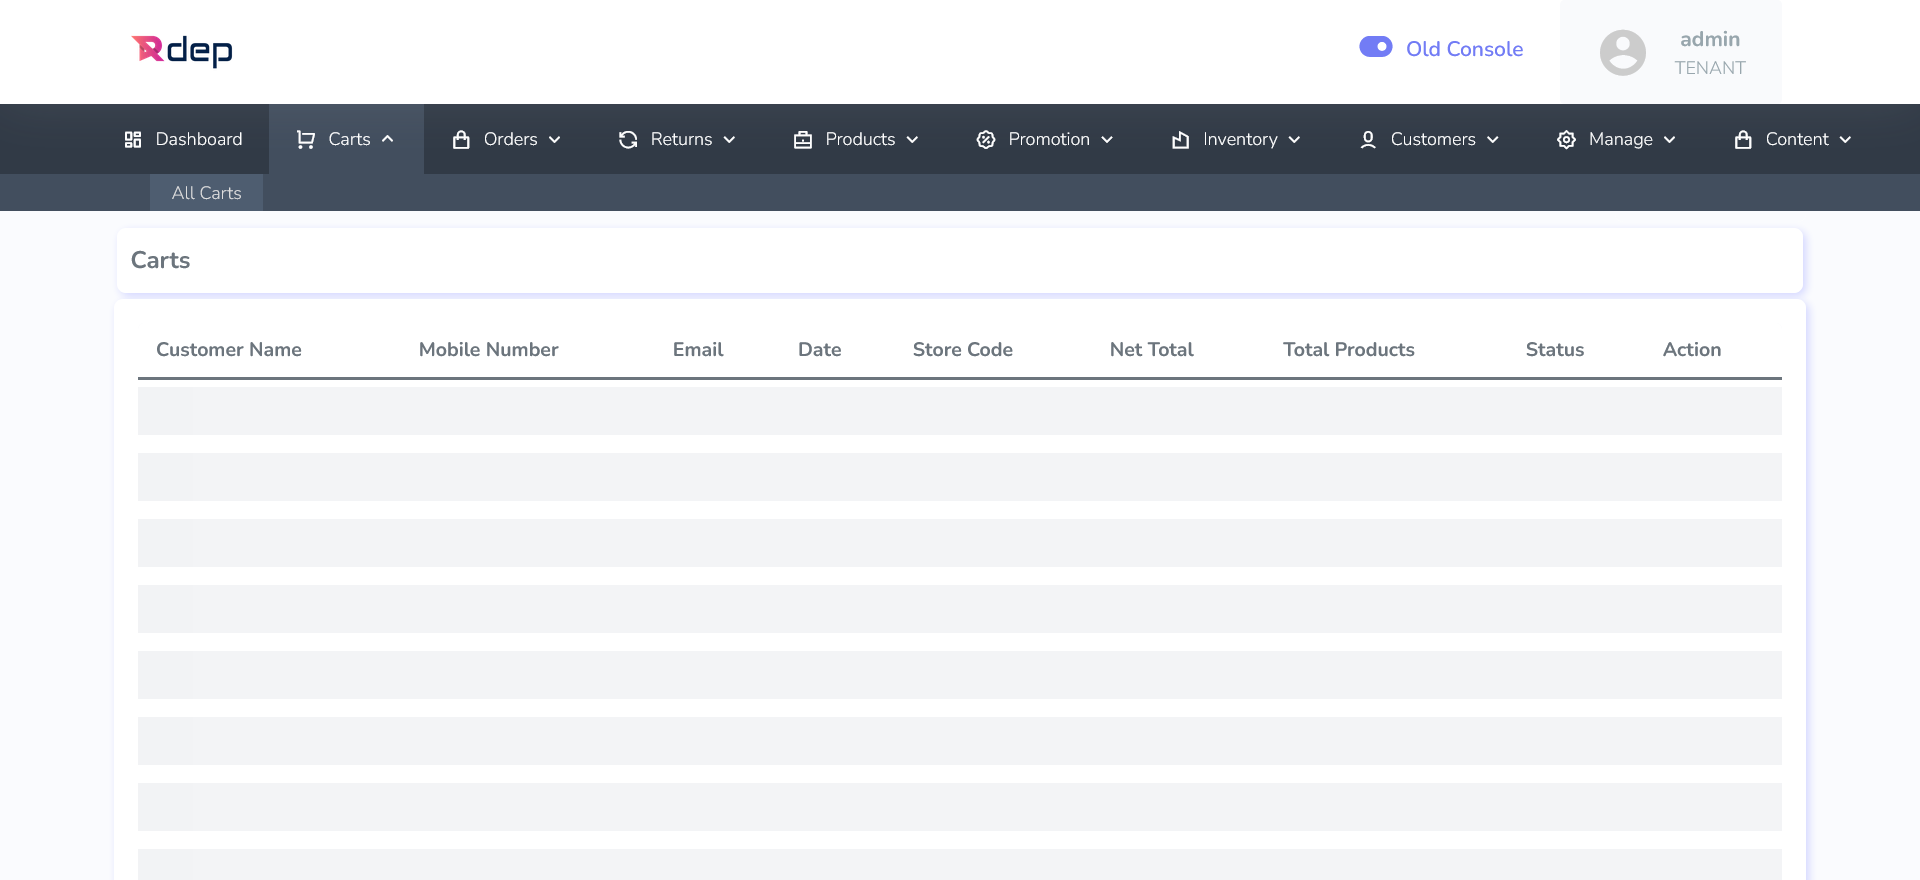 Rdep
Old Console
admin
TENANT
Dashboard Carts Orders Returns Products Promotion Inventory Customers Manage Content
All Carts
Carts
Customer Name Mobile Number Email Date Store Code Net Total Total Products Status Action